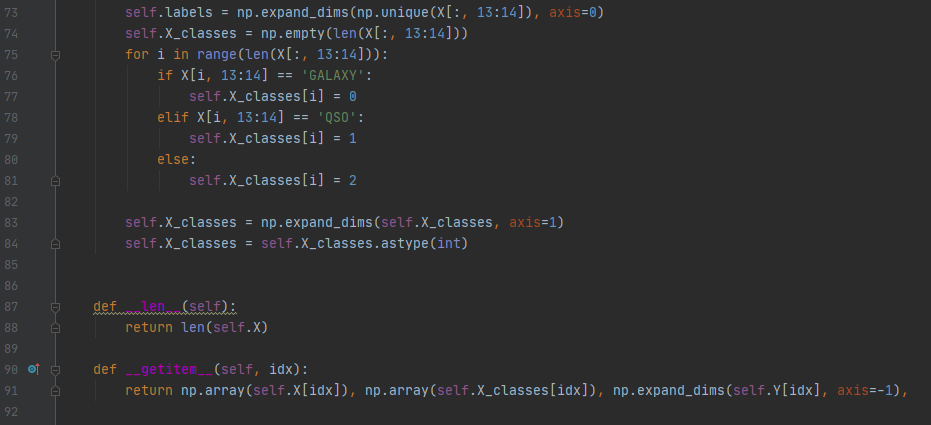 73 self.labels = np.expand_dims(np.unique(X[:, 13:14]), axis=0)
74 self.X_classes = np.empty(len(X[:, 13:14]))
75 for i in range(len(X[:, 13:14])):
76 if X[i, 13:14] == 'GALAXY':
77 self.X_classes[i] = 0
78 elif X[i, 13:14] == 'QSO':
79 self.X_classes[i] = 1
80 else:
81 self.X_classes[i] = 2
82
83 self.X_classes = np.expand_dims(self.X_classes, axis=1)
84 self.X_classes = self.X_classes.astype(int)
85
86
87 def __len__(self):
88 return len(self.X)
89
90 def __getitem__(self, idx):
91 return np.array(self.X[idx]), np.array(self.X_classes[idx]), np.expand_dims(self.Y[idx], axis=-1),
92